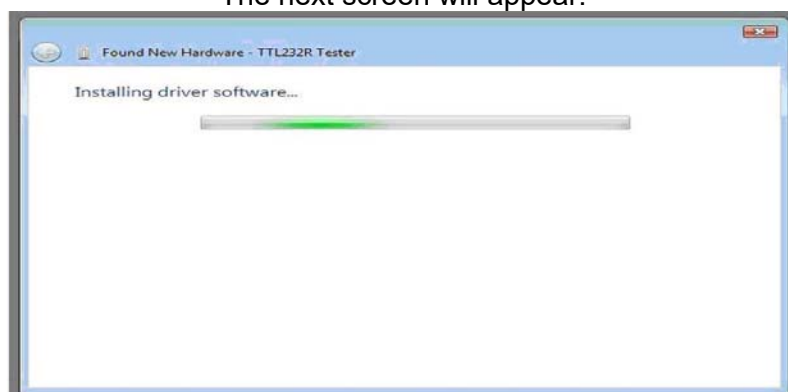 The next screen will appear.
Found New Hardware - TTL232R Tester
Installing driver software...